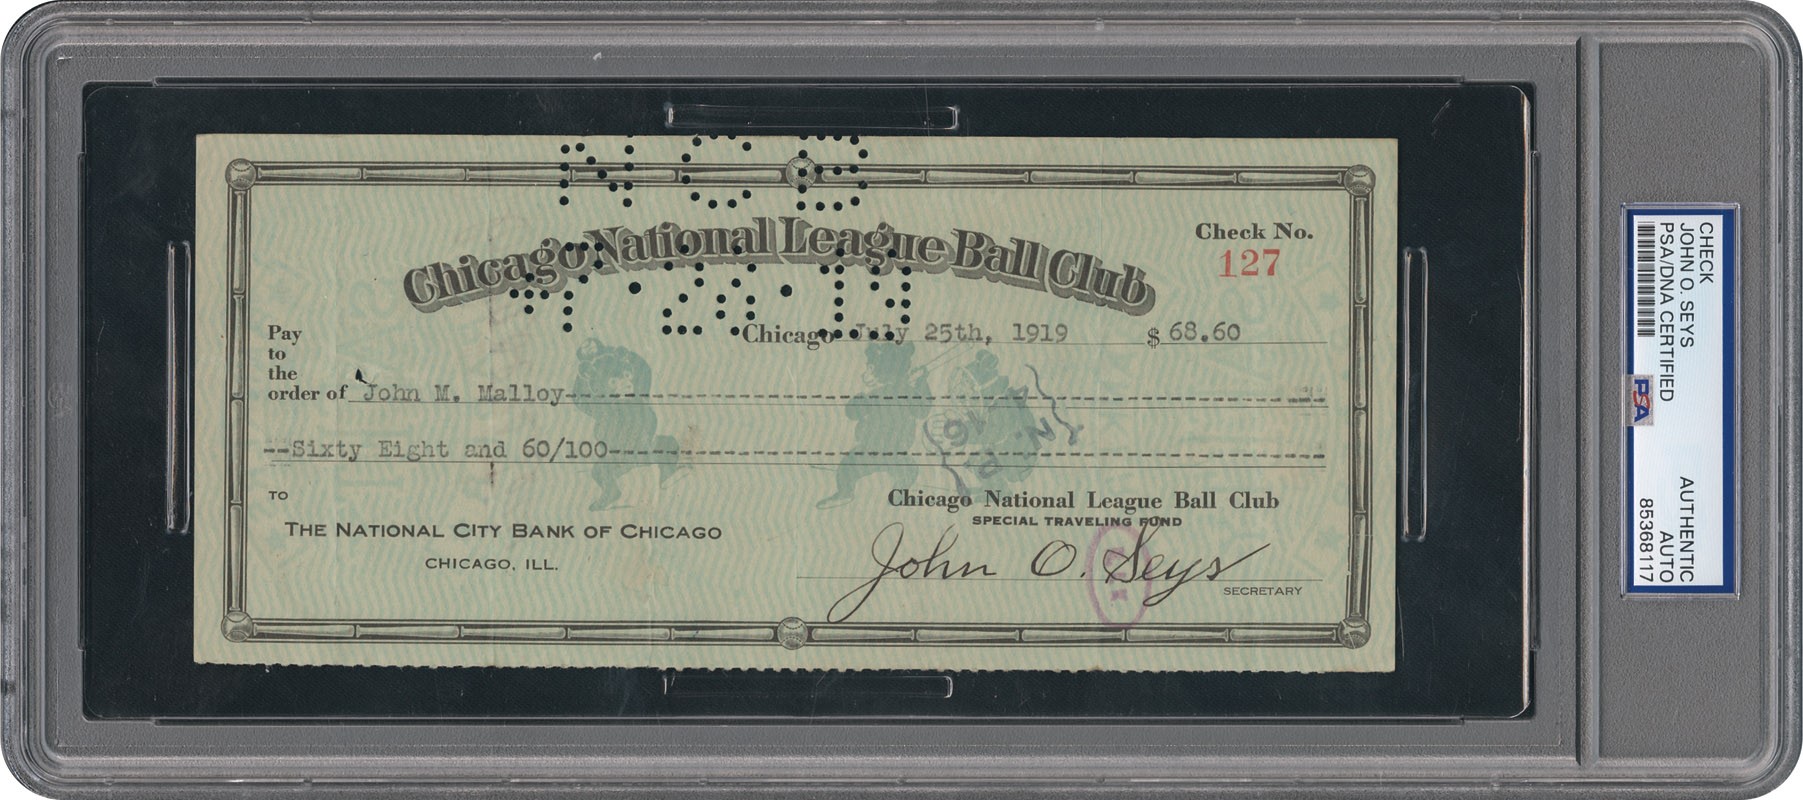 NCB
Chicago National League Ball Club
Check No.
127
Chicago July 25th, 1919 $ 68.60
Pay
to
the
order of John M. Malloy
--Sixty Eight and 60/100
TO
THE NATIONAL CITY BANK OF CHICAGO
CHICAGO, ILL.
Chicago National League Ball Club
SPECIAL TRAVELING FUND
John O. Seys
SECRETARY
CHECK
JOHN O. SEYS
PSA/DNA CERTIFIED
PSA
AUTHENTIC
AUTO
85368117